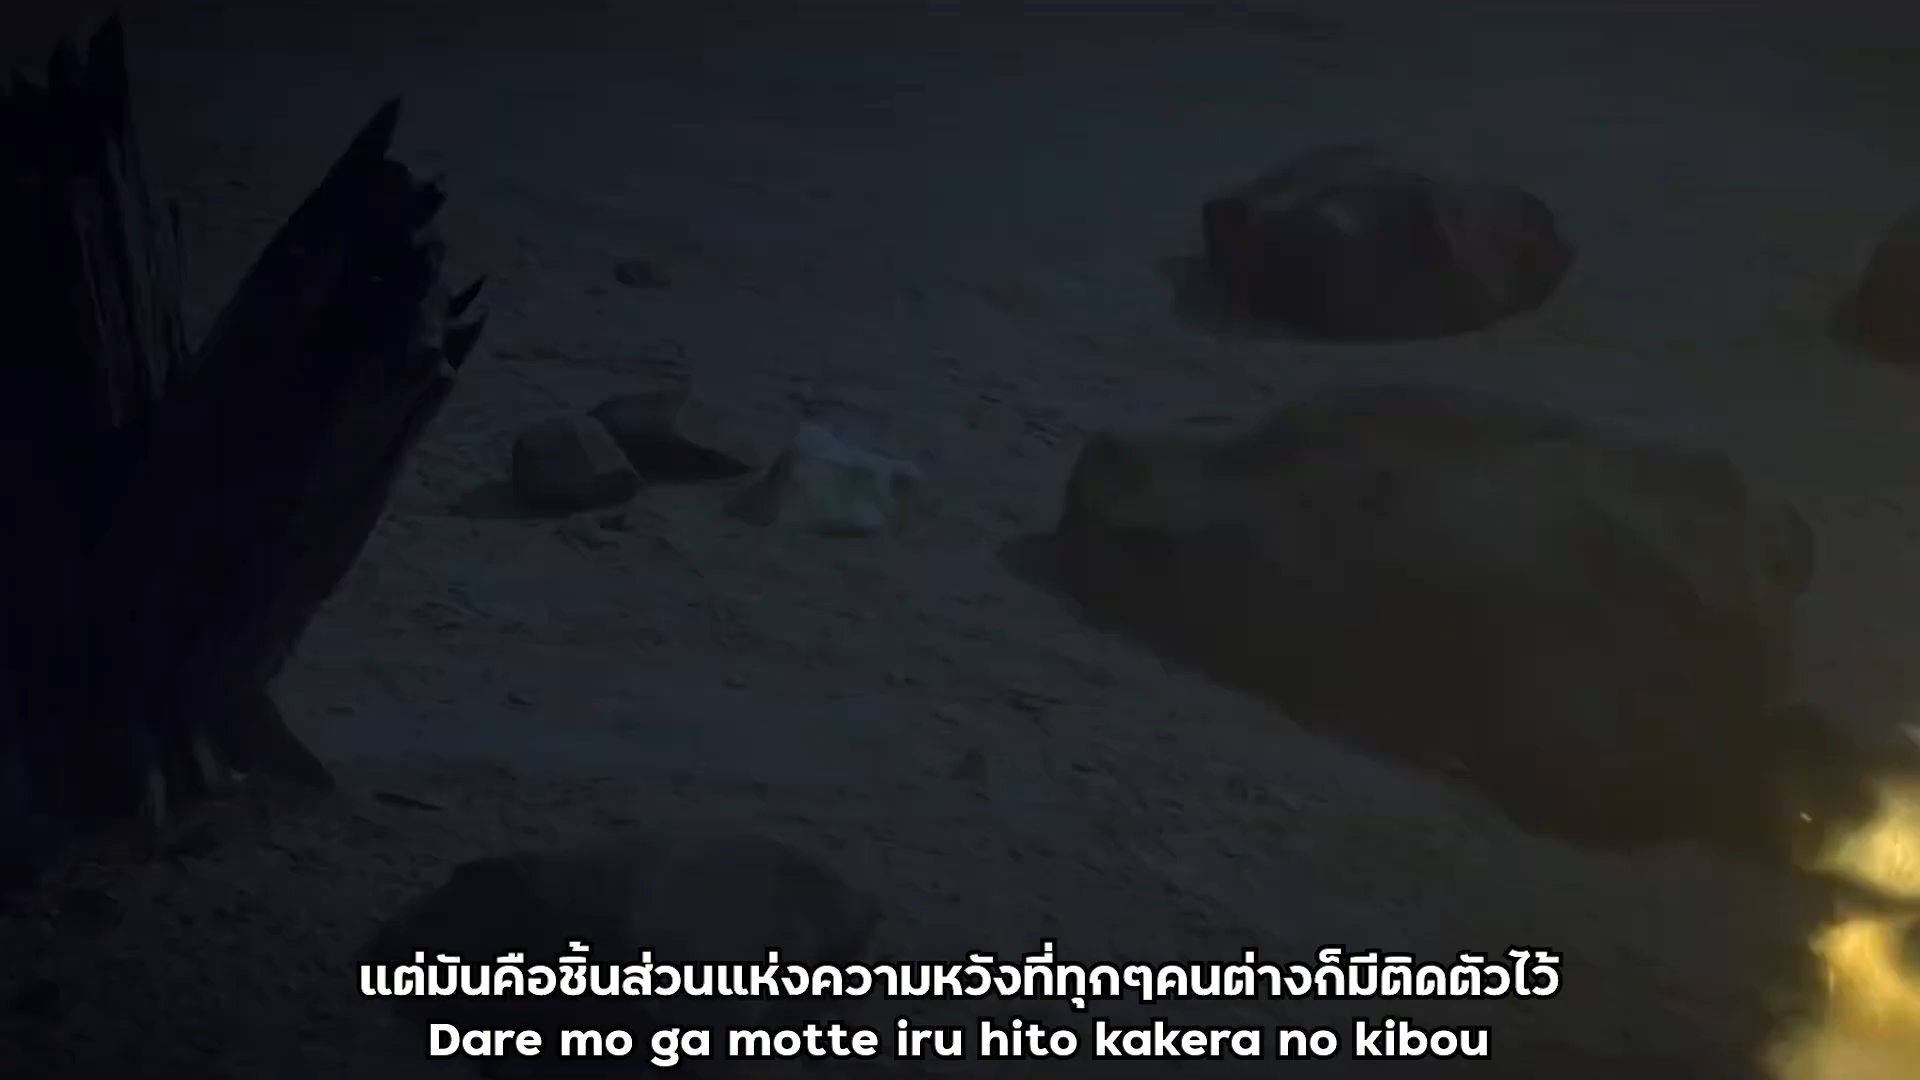 แต่มันคือชิ้นส่วนแห่งความหวังที่ทุกๆคนต่างก็มีติดตัวไว้
Dare mo ga motte iru hito kakera no kibou